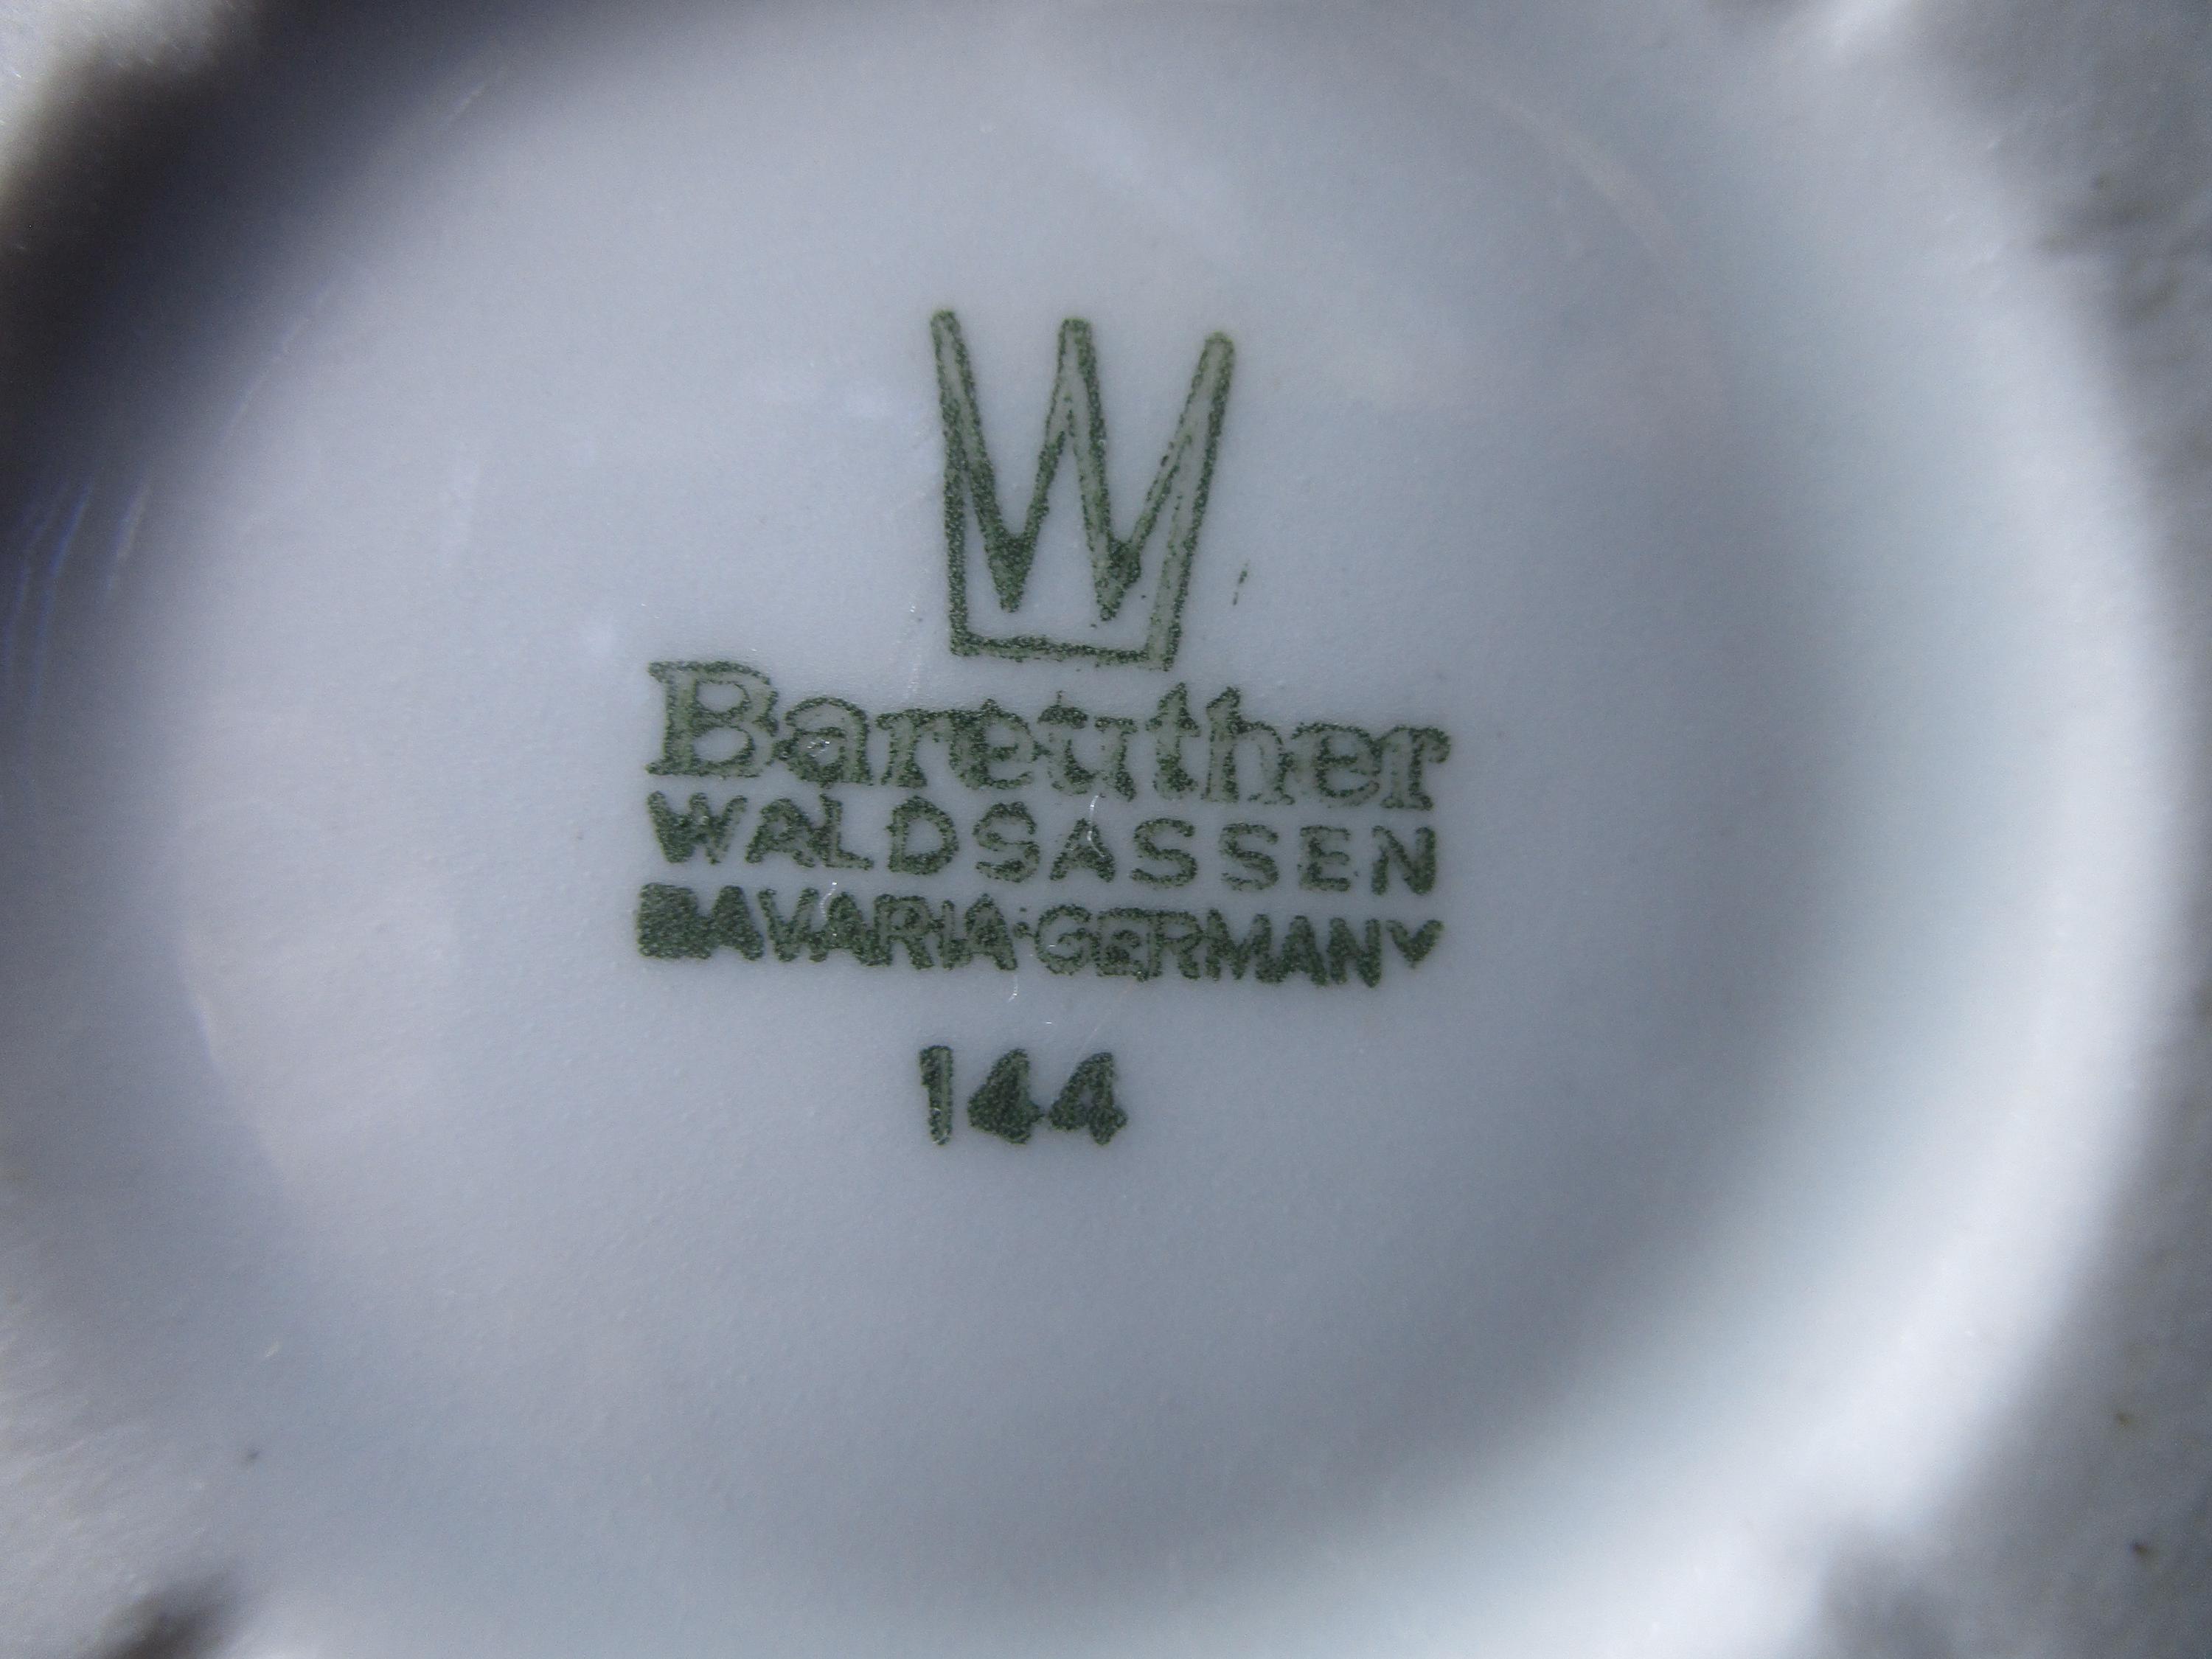 W
Bareuther
WALDSASSEN
BAVARIA·GERMANY
144